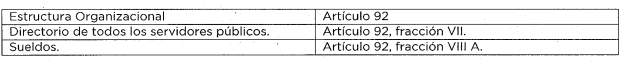 Estructura Organizacional Artículo 92
Directorio de todos los servidores públicos. Artículo 92, fracción VII.
Sueldos. Artículo 92, fracción VIII A.